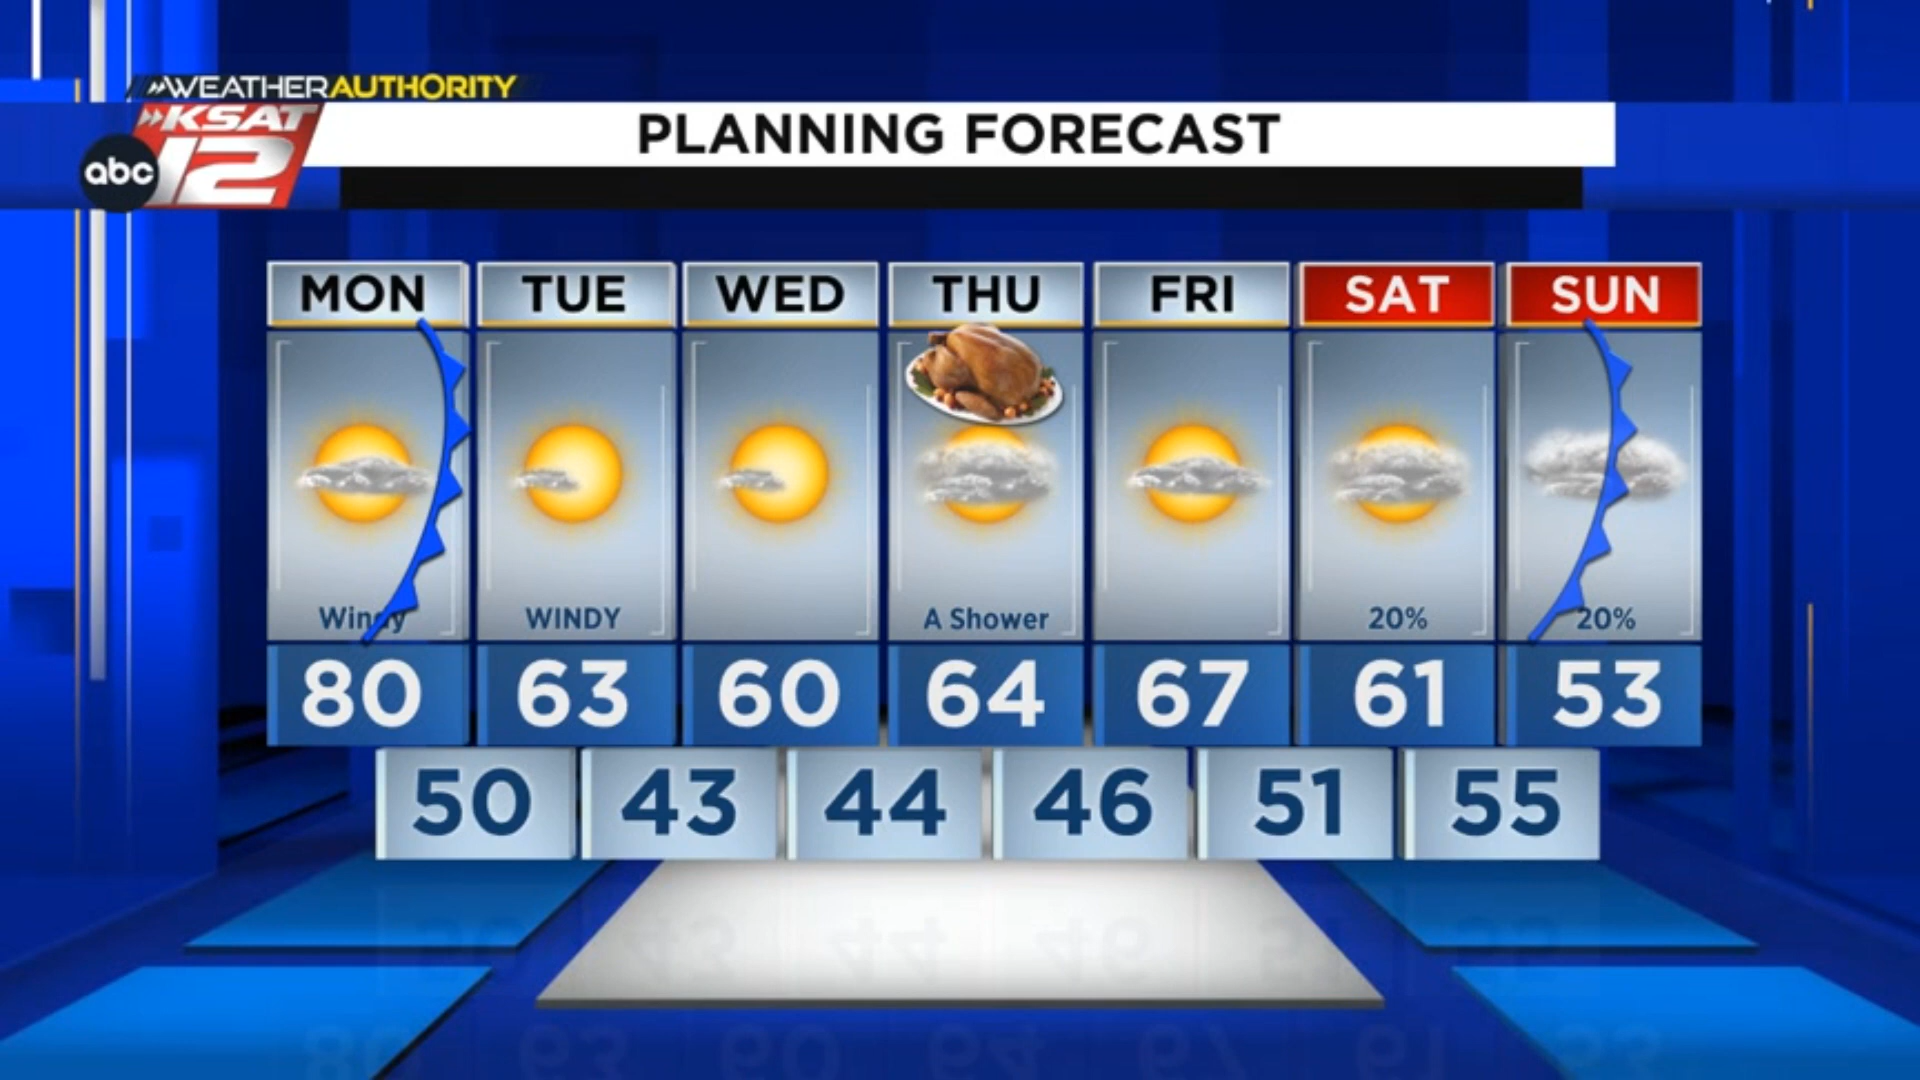 WEATHERAUTHORITY
KSAT
abc 12
PLANNING FORECAST
MON TUE WED THU FRI SAT SUN
Windy WINDY A Shower 20% 20%
80 63 60 64 67 61 53
50 43 44 46 51 55